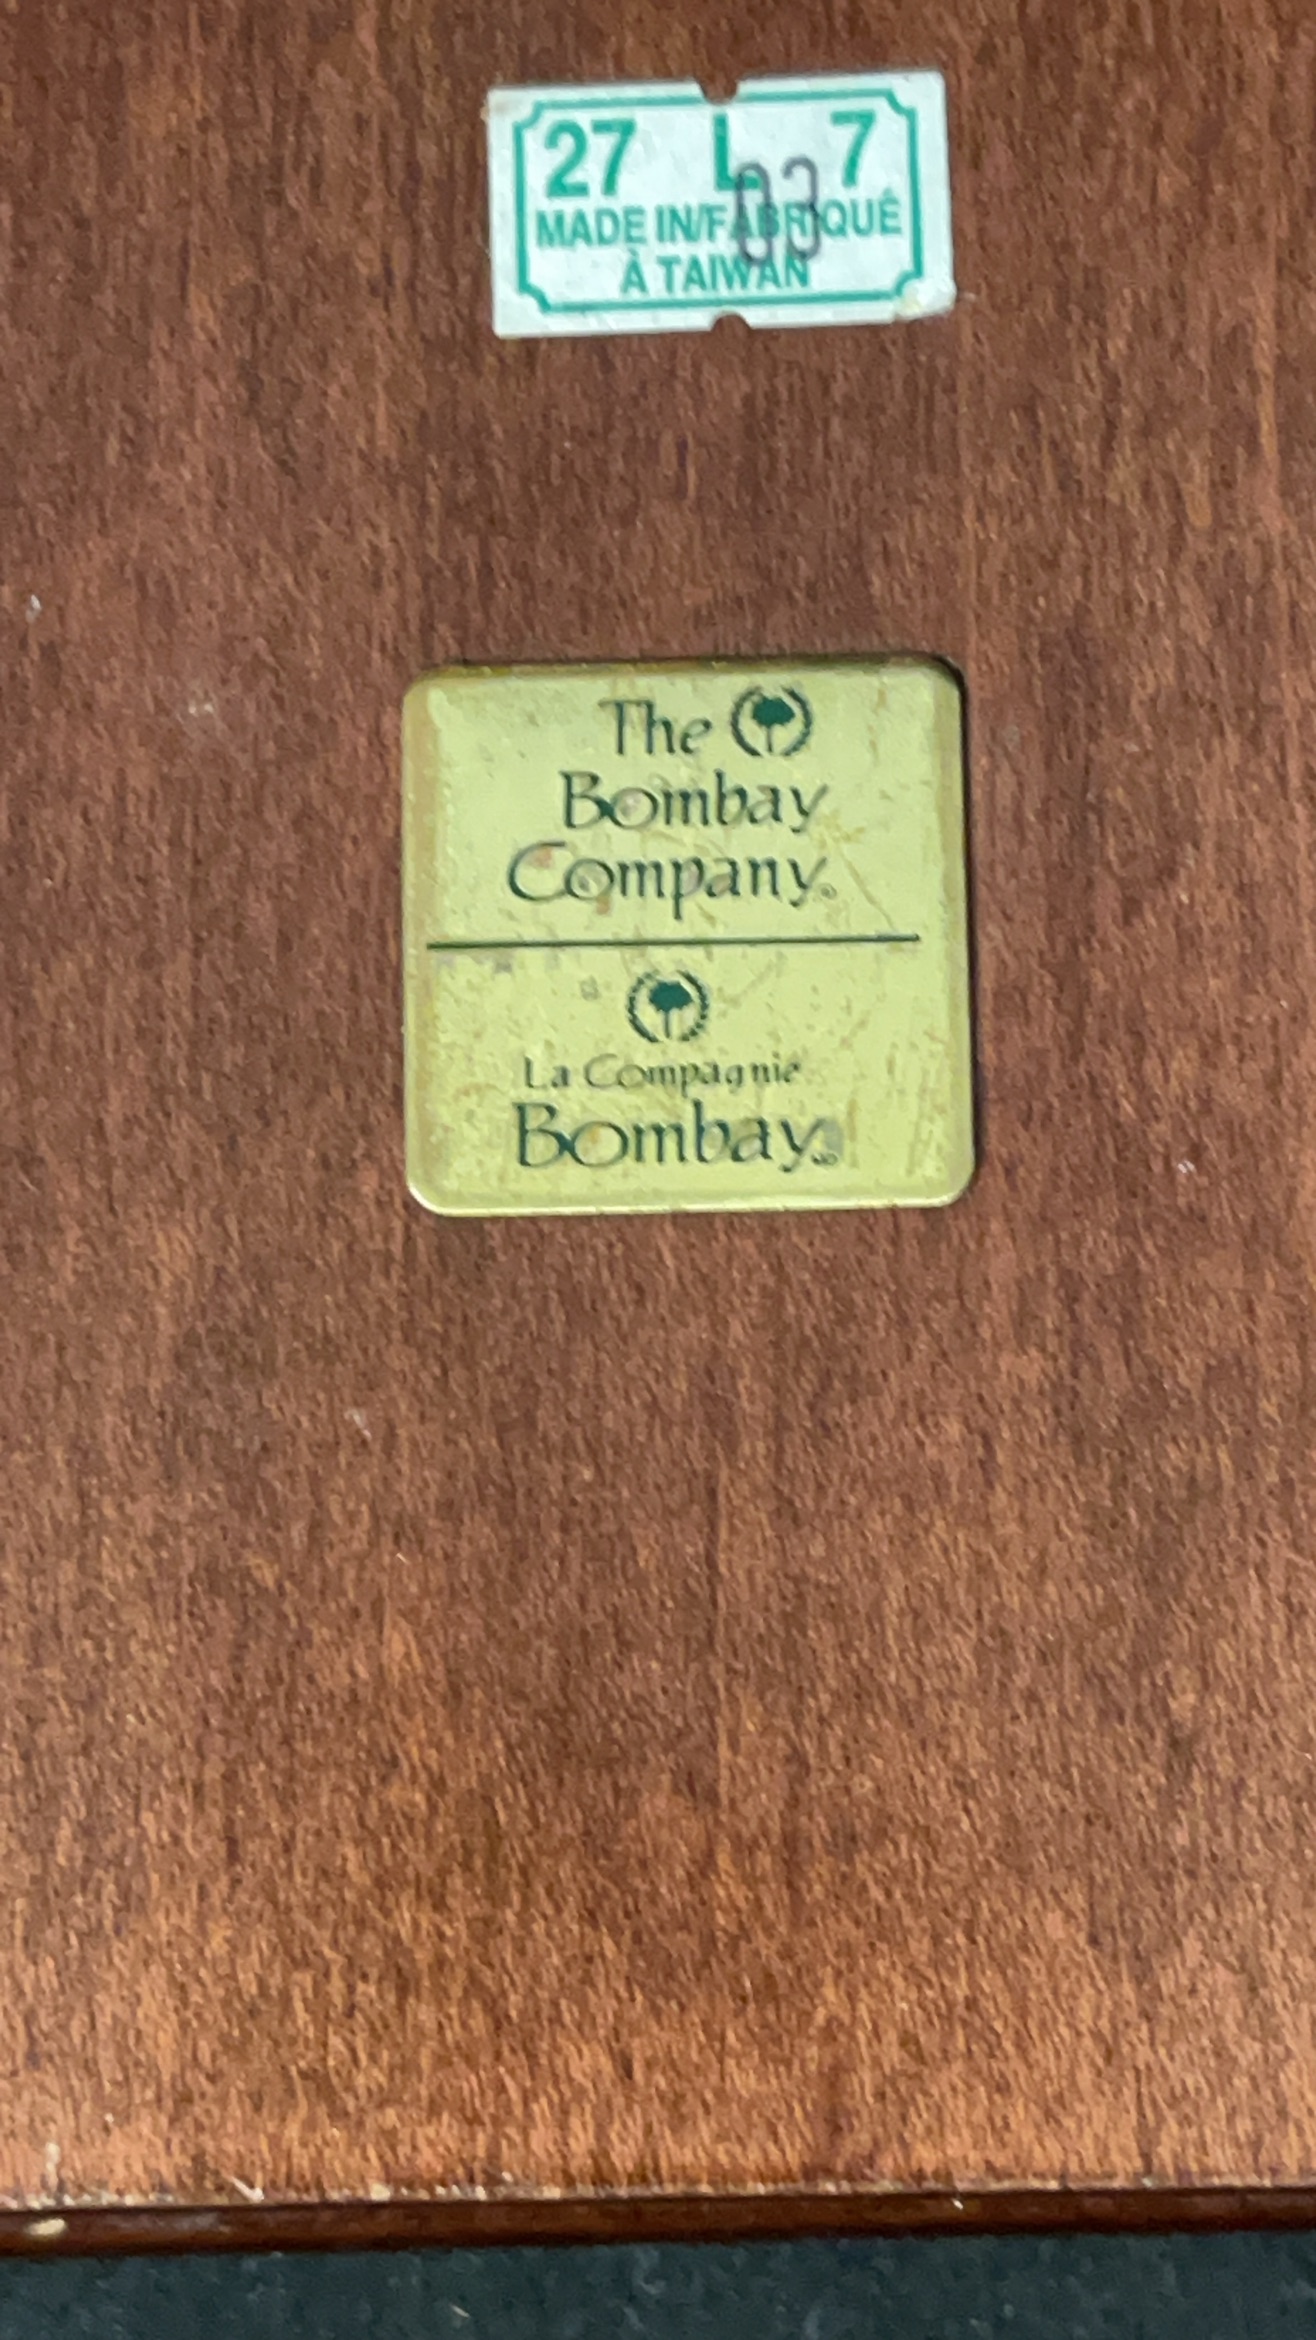 27 L 7
03
MADE IN/FABRIQUÉ
À TAIWAN
The
Bombay
Company®
La Compagnie
Bombay